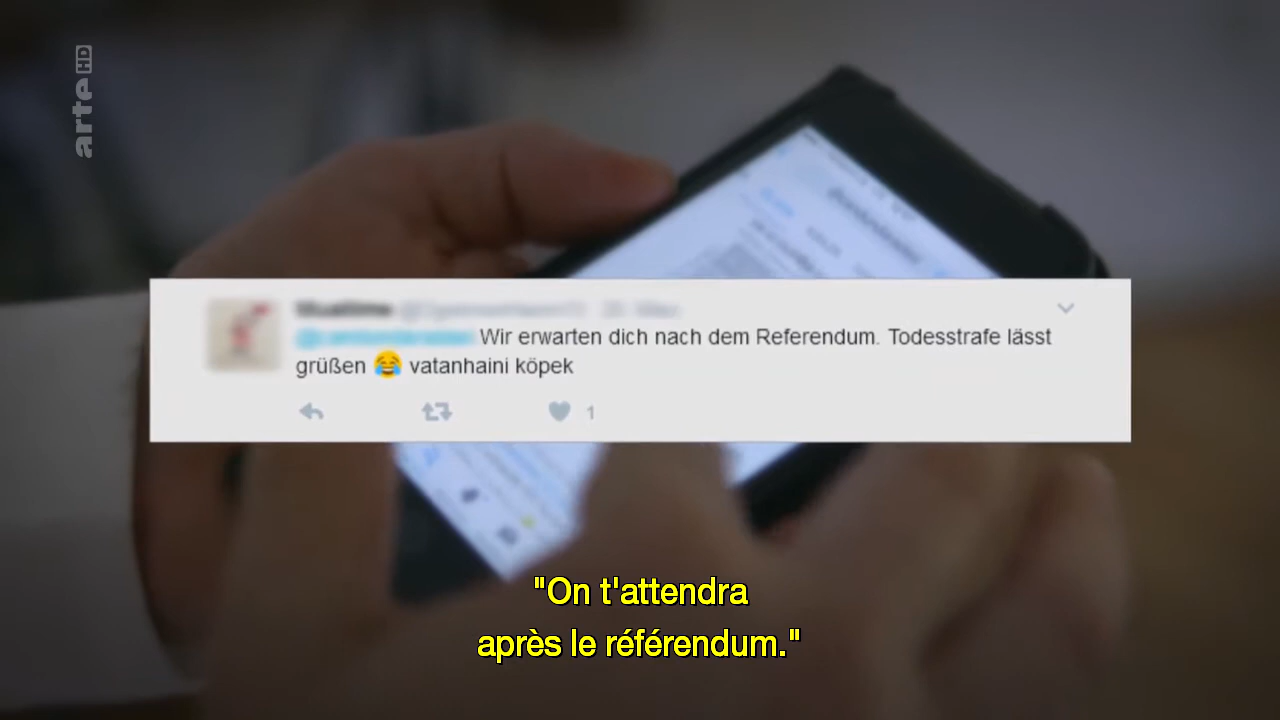 arte HD
Wir erwarten dich nach dem Referendum. Todesstrafe lässt
grüßen 😂 vatanhaini köpek
1
"On t'attendra
après le référendum."